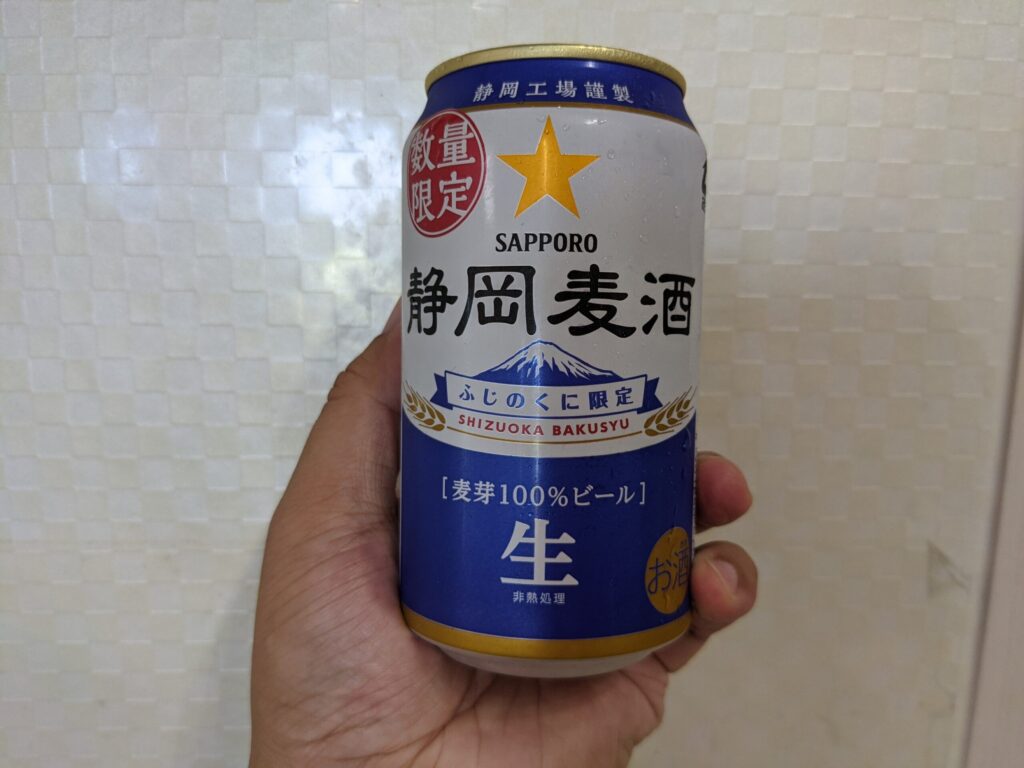 静岡工場謹製
数量
限定
SAPPORO
静岡麦酒
ふじのくに限定
SHIZUOKA BAKUSYU
[麦芽100%ビール]
生
非熱処理
お酒